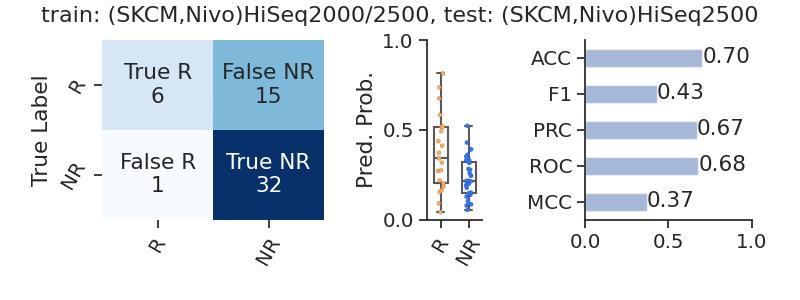 train: (SKCM,Nivo)HiSeq2000/2500, test: (SKCM,Nivo)HiSeq2500
True Label
R
NR
True R
6
False NR
15
False R
1
True NR
32
R
NR
Pred. Prob.
1.0
0.5
0.0
R
NR
ACC
0.70
F1
0.43
PRC
0.67
ROC
0.68
MCC
0.37
0.0
0.5
1.0